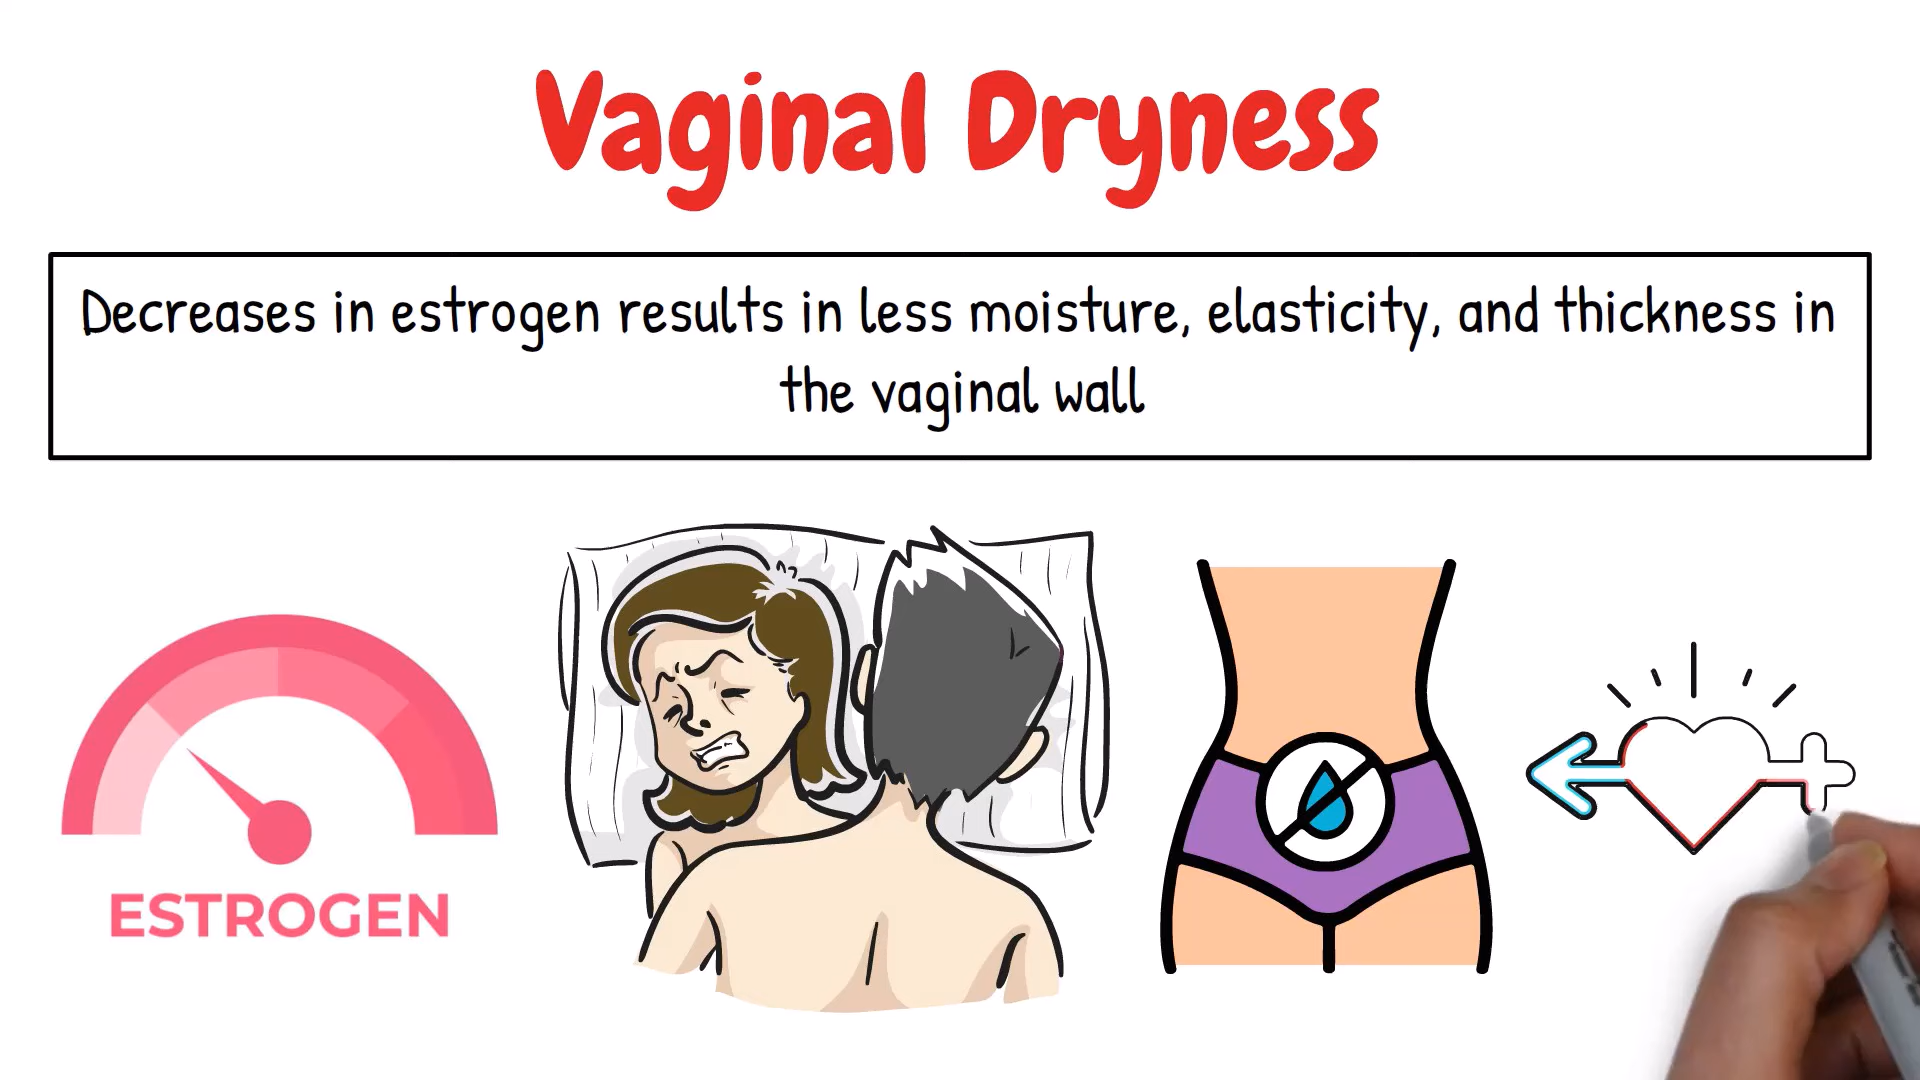 Vaginal Dryness
Decreases in estrogen results in less moisture, elasticity, and thickness in
the vaginal wall
ESTROGEN